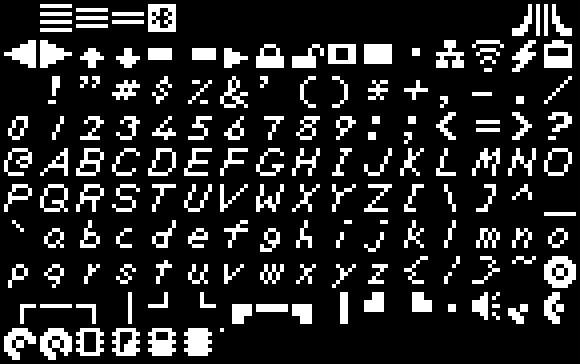 ! " # $ % & ' ( ) * + , - . /
0 1 2 3 4 5 6 7 8 9 : ; < = > ?
@ A B C D E F G H I J K L M N O
P Q R S T U V W X Y Z [ \ ] ^ _
` a b c d e f g h i j k l m n o
p q r s t u v w x y z { | } ~